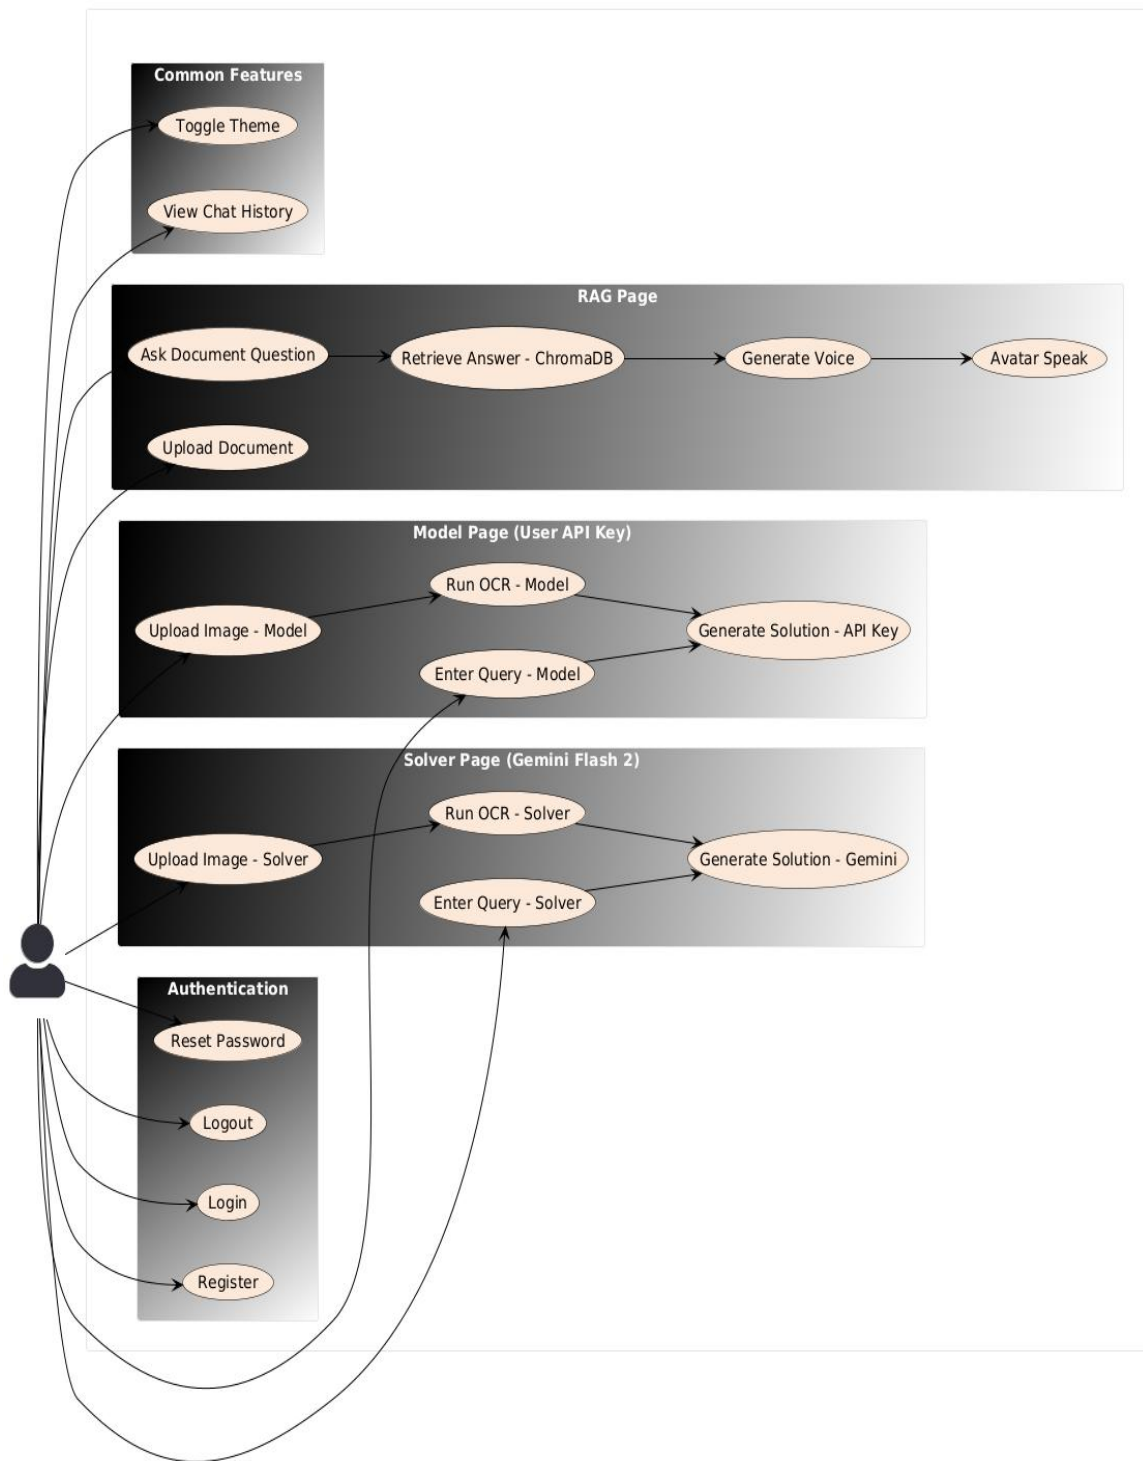 Common Features
Toggle Theme
View Chat History
RAG Page
Ask Document Question
Retrieve Answer - ChromaDB
Generate Voice
Avatar Speak
Upload Document
Model Page (User API Key)
Run OCR - Model
Upload Image - Model
Generate Solution - API Key
Enter Query - Model
Solver Page (Gemini Flash 2)
Run OCR - Solver
Upload Image - Solver
Generate Solution - Gemini
Enter Query - Solver
Authentication
Reset Password
Logout
Login
Register